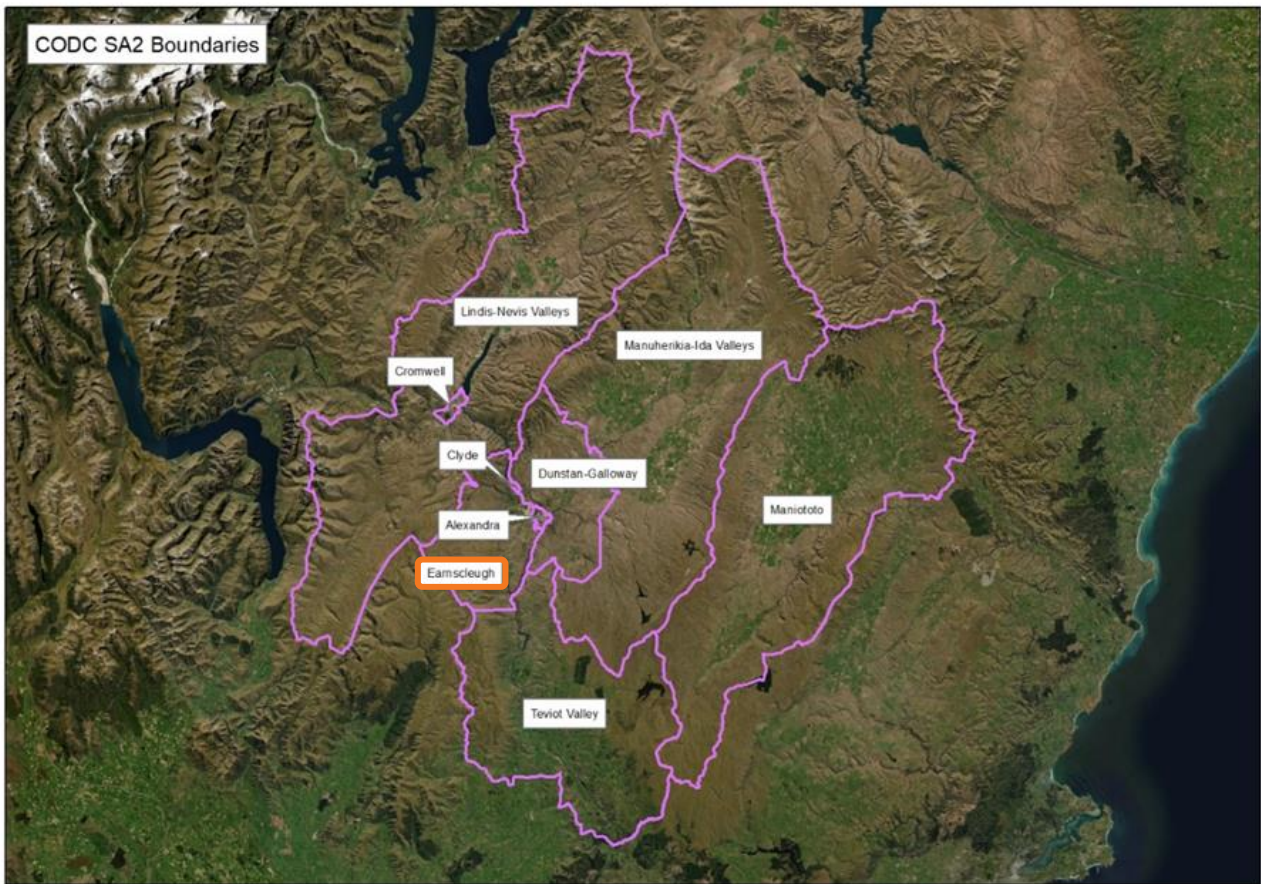 CODC SA2 Boundaries
Lindis-Nevis Valleys
Manuherikia-Ida Valleys
Cromwell
Clyde
Dunstan-Galloway
Maniototo
Alexandra
Earnscleugh
Teviot Valley